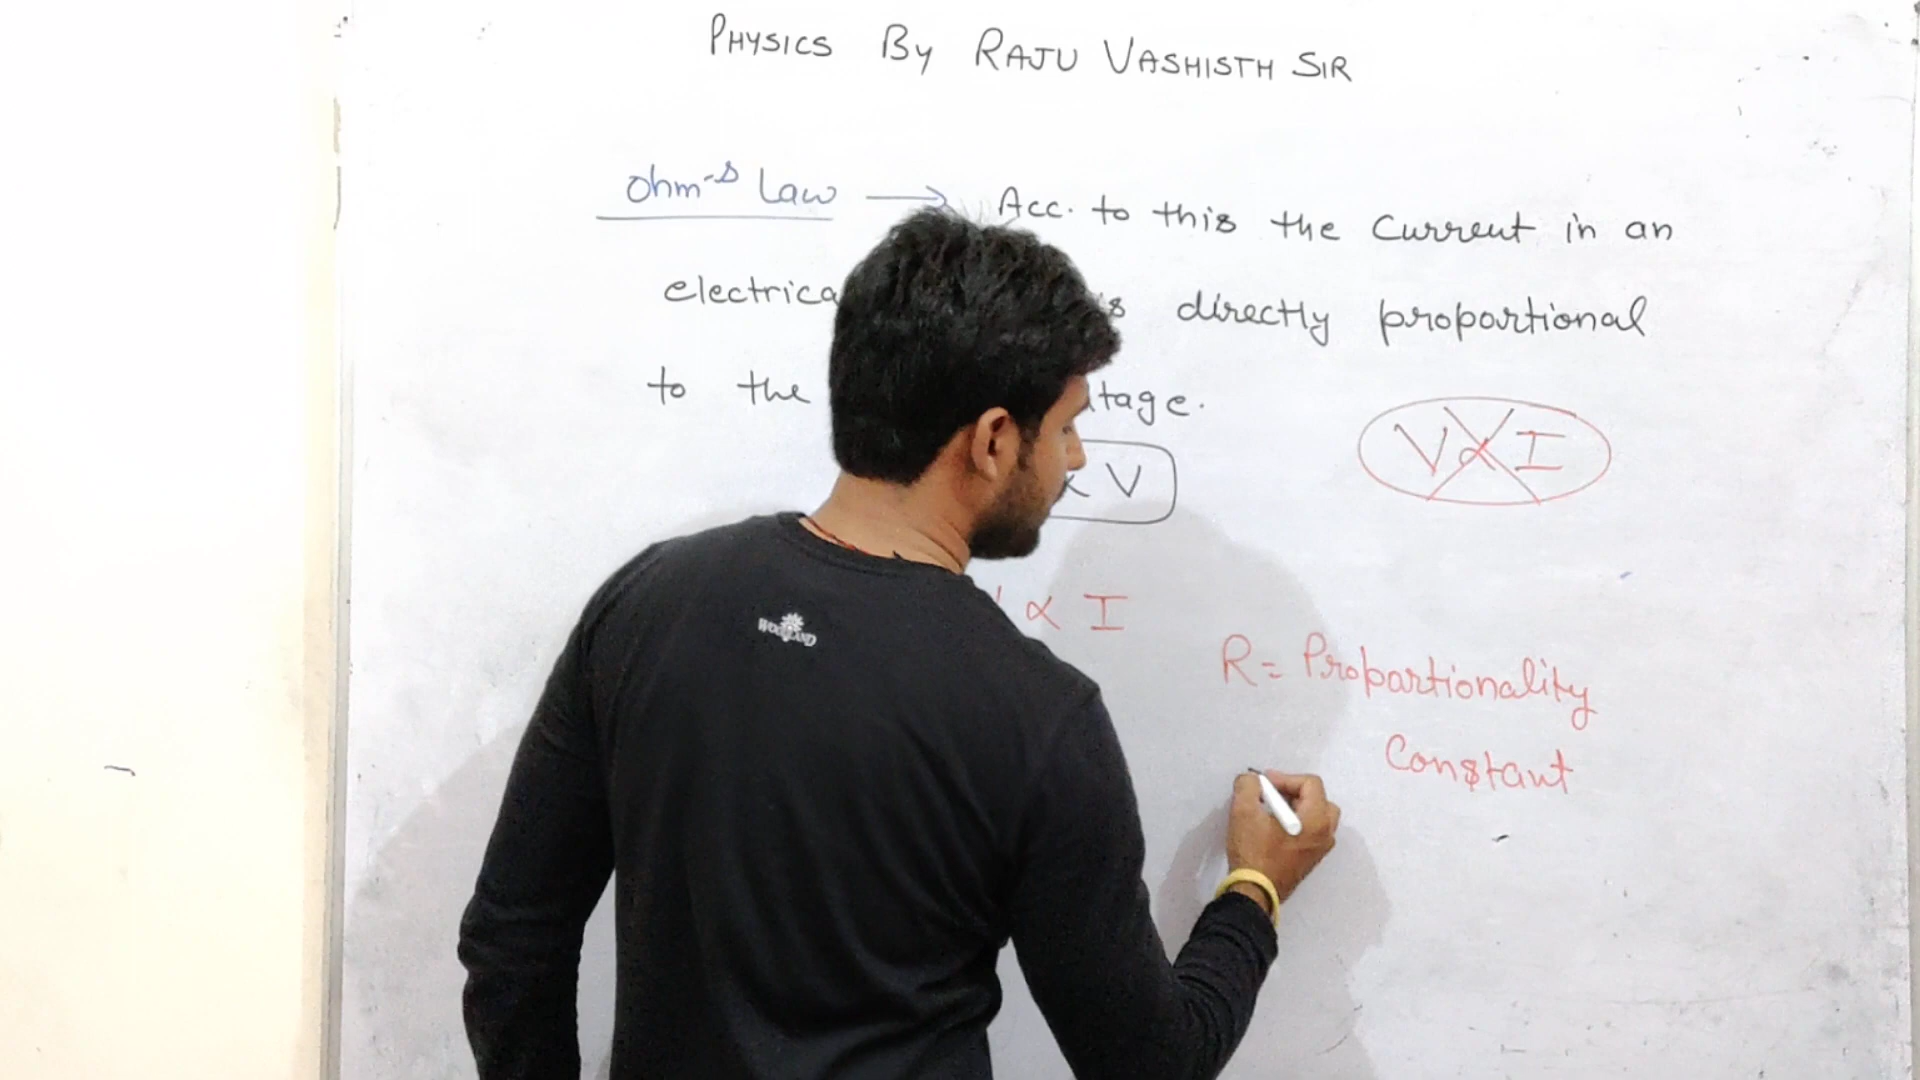 PHYSICS By RAJU VASHISTH SIR
Ohm-s Law → Acc. to this the Current in an
electrica directly proportional
to the tage.
∝ V
V ∝ I
∝ I
R = Proportionality
Constant
WOODLAND